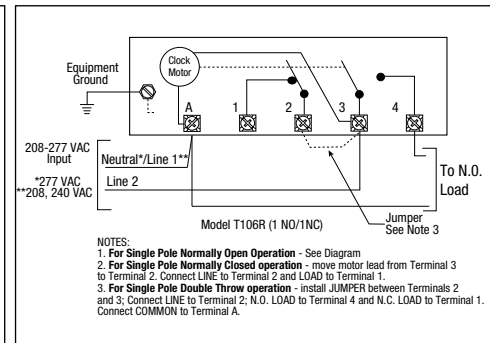 Equipment
Ground
Clock
Motor
A
1
2
3
4
208-277 VAC
Input
*277 VAC
**208, 240 VAC
Neutral*/Line 1**
Line 2
To N.O.
Load
Jumper
See Note 3
Model T106R (1 NO/1NC)
NOTES:
1. For Single Pole Normally Open Operation - See Diagram
2. For Single Pole Normally Closed operation - move motor lead from Terminal 3
to Terminal 2. Connect LINE to Terminal 2 and LOAD to Terminal 1.
3. For Single Pole Double Throw operation - install JUMPER between Terminals 2
and 3; Connect LINE to Terminal 2; N.O. LOAD to Terminal 4 and N.C. LOAD to Terminal 1.
Connect COMMON to Terminal A.